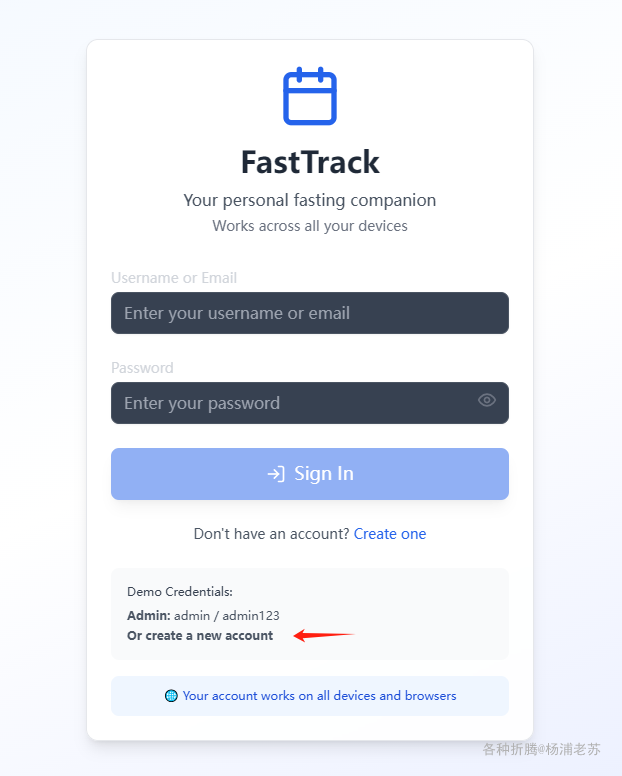 FastTrack
Your personal fasting companion
Works across all your devices
Username or Email
Enter your username or email
Password
Enter your password
Sign In
Don't have an account? Create one
Demo Credentials:
Admin: admin / admin123
Or create a new account
Your account works on all devices and browsers
各种折腾@杨浦老苏